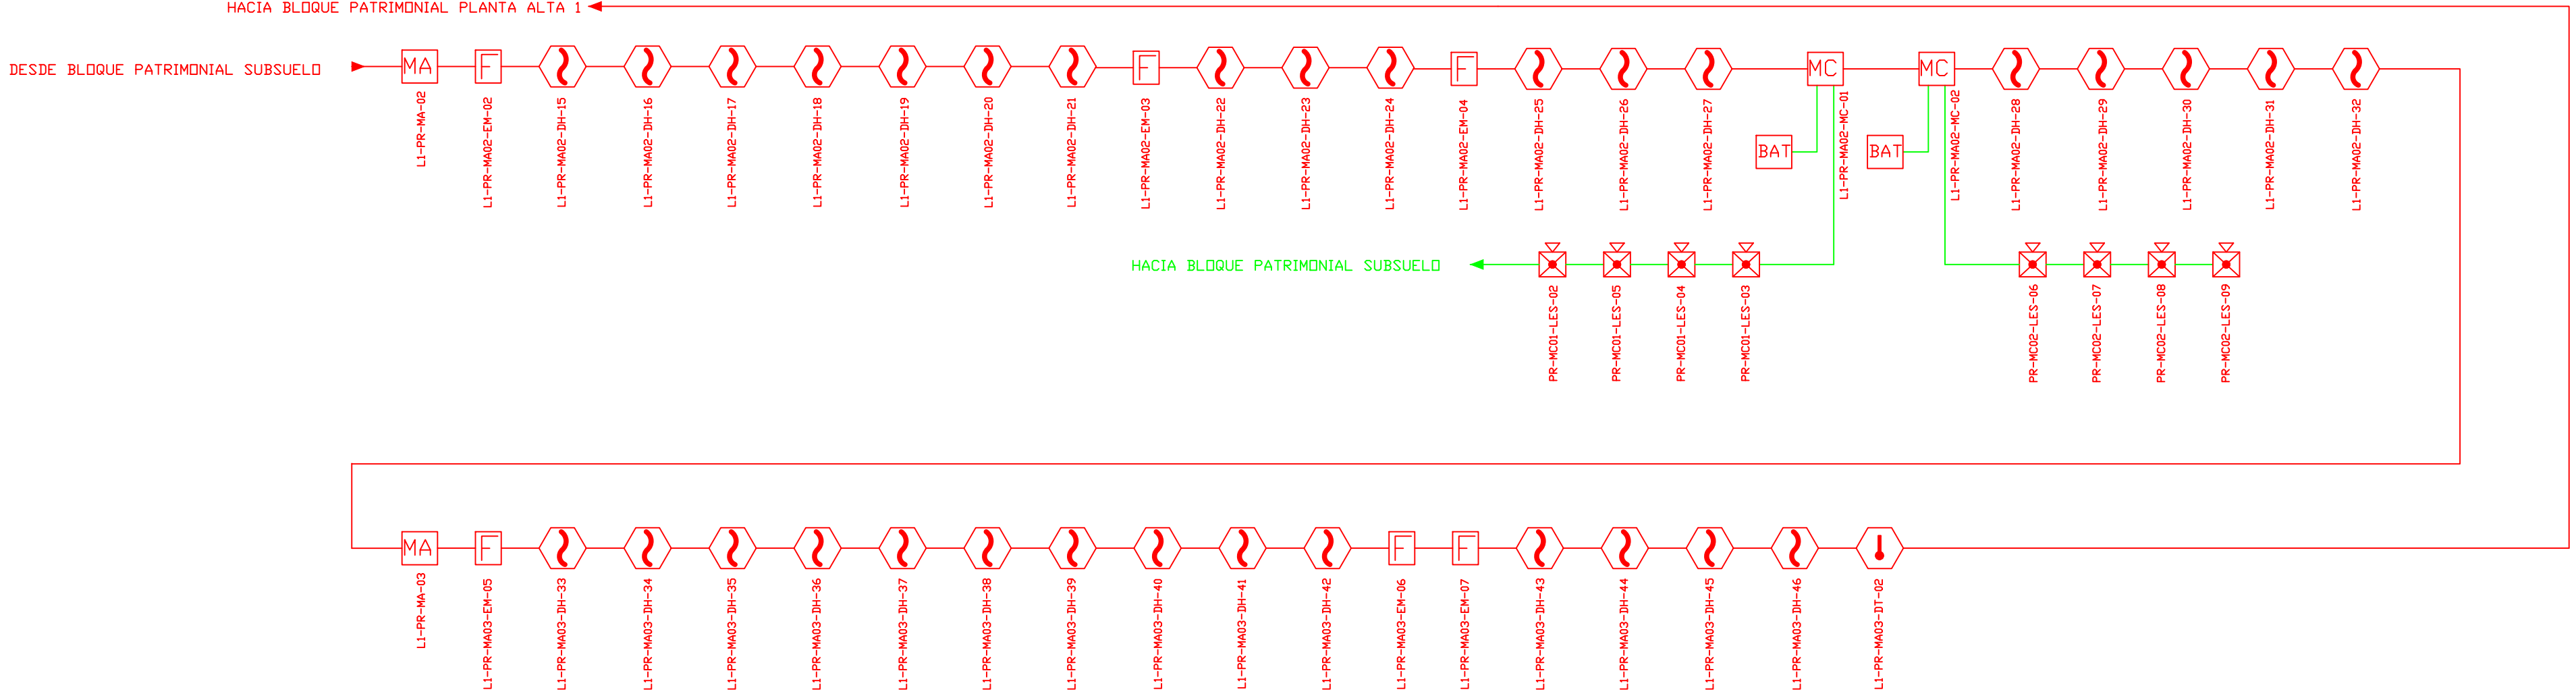 HACIA BLOQUE PATRIMONIAL PLANTA ALTA 1
DESDE BLOQUE PATRIMONIAL SUBSUELO
MA
F
F
F
MC
MC
L1-PR-MA-02
L1-PR-MA02-EM-02
L1-PR-MA02-DH-15
L1-PR-MA02-DH-16
L1-PR-MA02-DH-17
L1-PR-MA02-DH-18
L1-PR-MA02-DH-19
L1-PR-MA02-DH-20
L1-PR-MA02-DH-21
L1-PR-MA02-EM-03
L1-PR-MA02-DH-22
L1-PR-MA02-DH-23
L1-PR-MA02-DH-24
L1-PR-MA02-EM-04
L1-PR-MA02-DH-25
L1-PR-MA02-DH-26
L1-PR-MA02-DH-27
L1-PR-MA02-MC-01
L1-PR-MA02-MC-02
L1-PR-MA02-DH-28
L1-PR-MA02-DH-29
L1-PR-MA02-DH-30
L1-PR-MA02-DH-31
L1-PR-MA02-DH-32
BAT
BAT
HACIA BLOQUE PATRIMONIAL SUBSUELO
PR-MC01-LES-02
PR-MC01-LES-05
PR-MC01-LES-04
PR-MC01-LES-03
PR-MC02-LES-06
PR-MC02-LES-07
PR-MC02-LES-08
PR-MC02-LES-09
MA
F
F
F
L1-PR-MA-03
L1-PR-MA03-EM-05
L1-PR-MA03-DH-33
L1-PR-MA03-DH-34
L1-PR-MA03-DH-35
L1-PR-MA03-DH-36
L1-PR-MA03-DH-37
L1-PR-MA03-DH-38
L1-PR-MA03-DH-39
L1-PR-MA03-DH-40
L1-PR-MA03-DH-41
L1-PR-MA03-DH-42
L1-PR-MA03-EM-06
L1-PR-MA03-EM-07
L1-PR-MA03-DH-43
L1-PR-MA03-DH-44
L1-PR-MA03-DH-45
L1-PR-MA03-DH-46
L1-PR-MA03-DT-02